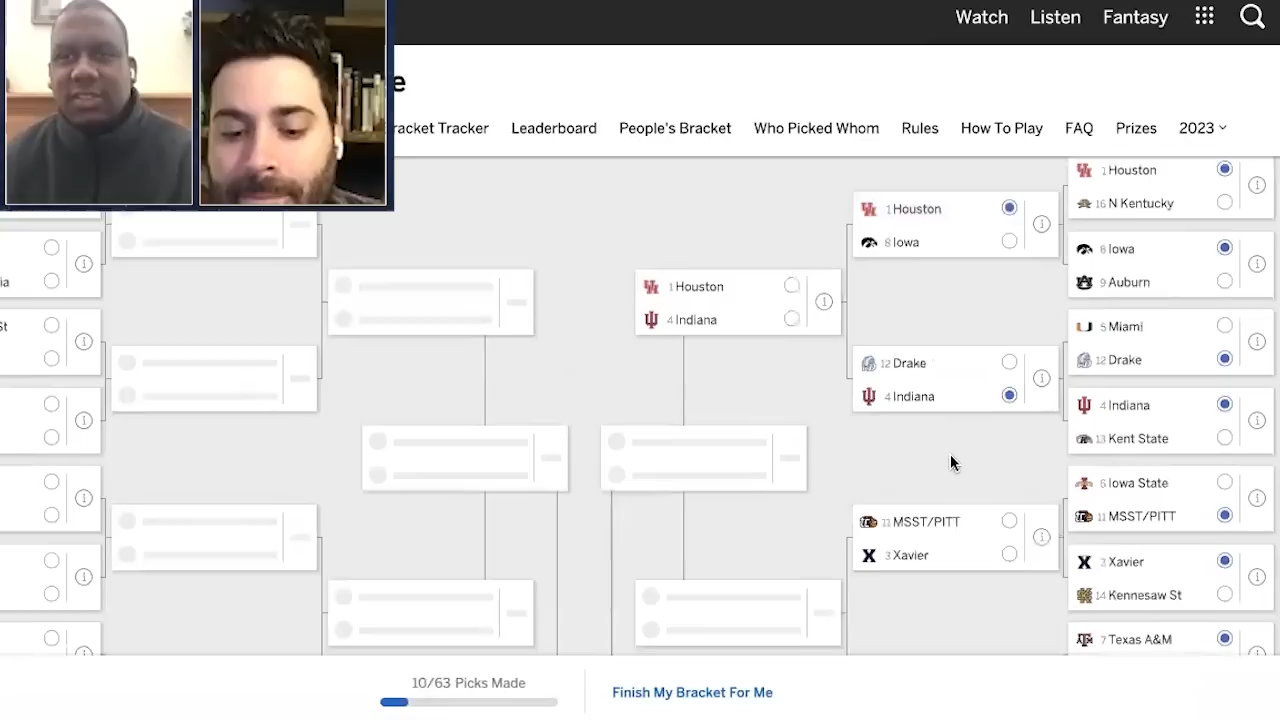 Watch Listen Fantasy
e
racket Tracker Leaderboard People's Bracket Who Picked Whom Rules How To Play FAQ Prizes 2023
ia
St
1 Houston
4 Indiana
1 Houston
8 Iowa
12 Drake
4 Indiana
11 MSST/PITT
3 Xavier
1 Houston
16 N Kentucky
8 Iowa
9 Auburn
5 Miami
12 Drake
4 Indiana
13 Kent State
6 Iowa State
11 MSST/PITT
3 Xavier
14 Kennesaw St
7 Texas A&M
10/63 Picks Made
Finish My Bracket For Me